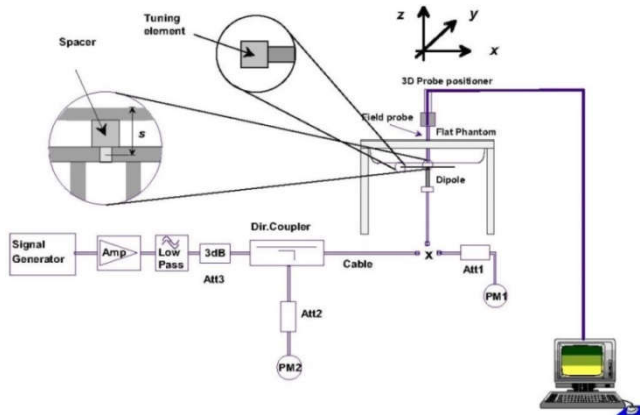 Tuning
element
Spacer
s
z
y
x
3D Probe positioner
Field probe
Flat Phantom
Dipole
Signal
Generator
Amp
Low
Pass
3dB
Att3
Dir.Coupler
Cable
X
Att1
PM1
Att2
PM2